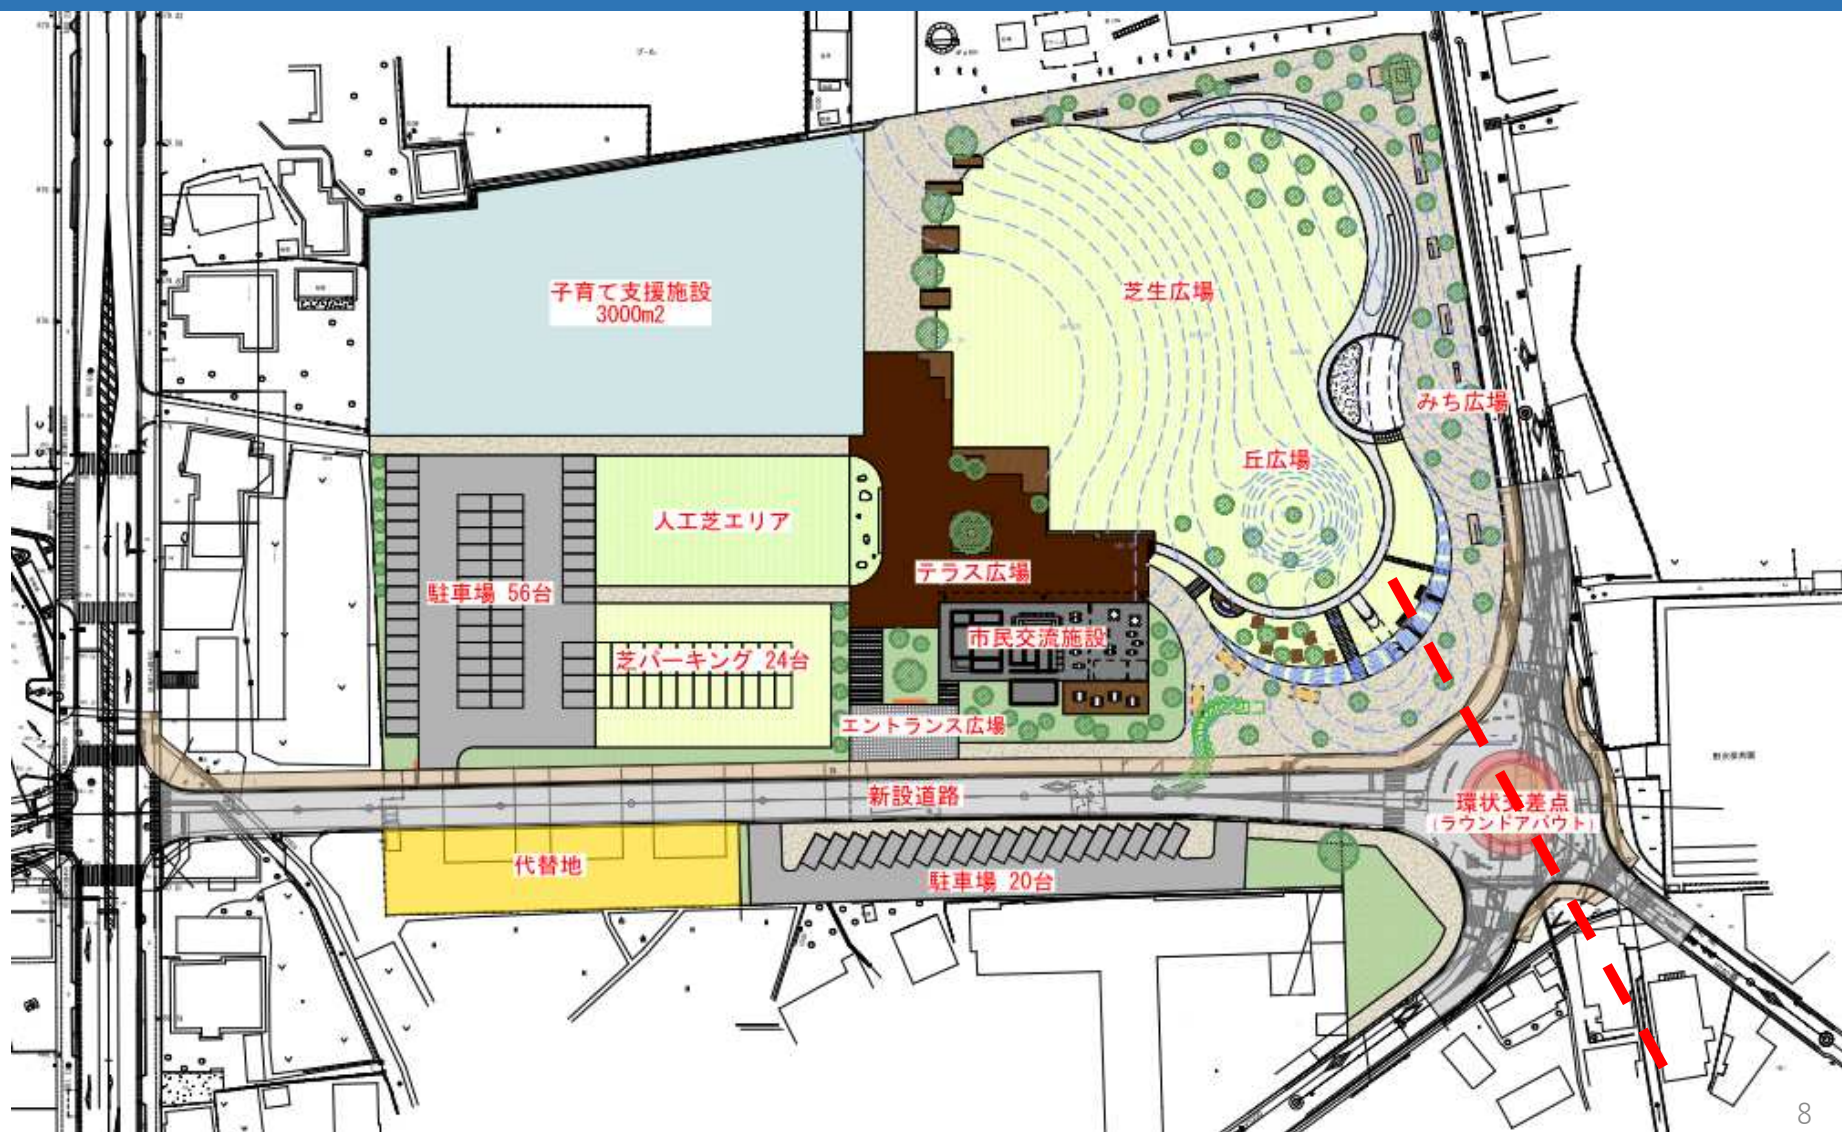 プール
子育て支援施設
3000m2
芝生広場
みち広場
丘広場
人工芝エリア
テラス広場
駐車場 56台
市民交流施設
芝パーキング 24台
エントランス広場
新設道路
環状交差点
(ラウンドアバウト)
代替地
駐車場 20台
8